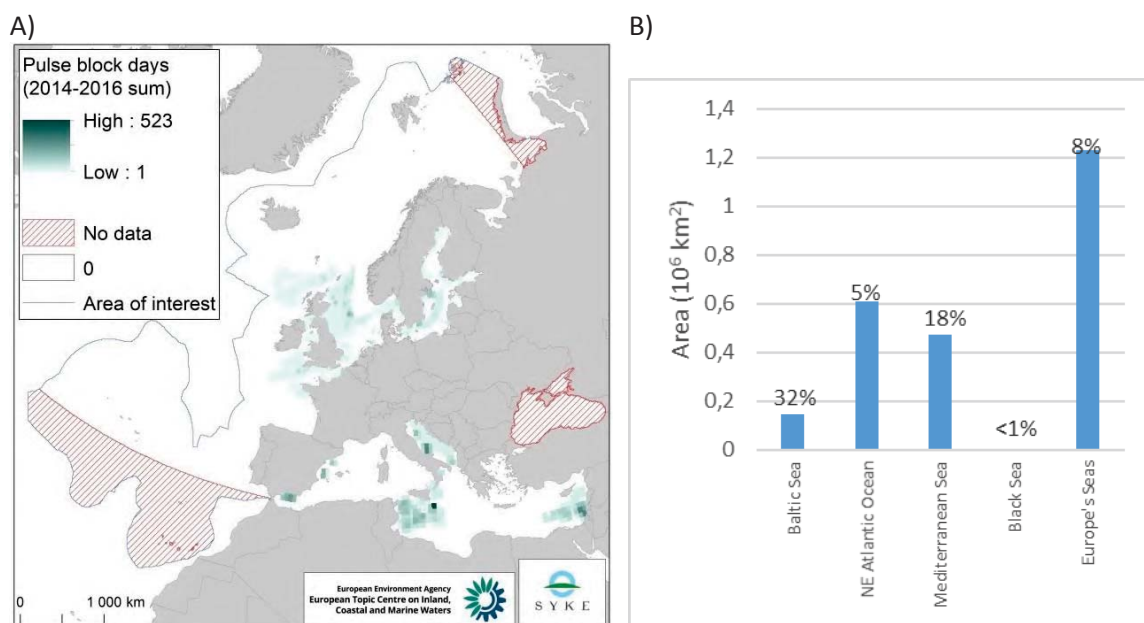 A)
Pulse block days
(2014-2016 sum)
High : 523
Low : 1
No data
0
Area of interest
0
1 000 km
European Environment Agency
European Topic Centre on Inland,
Coastal and Marine Waters
SYKE
B)
Area (10⁶ km²)
1,4
1,2
1
0,8
0,6
0,4
0,2
0
32%
5%
18%
<1%
8%
Baltic Sea
NE Atlantic Ocean
Mediterranean Sea
Black Sea
Europe's Seas